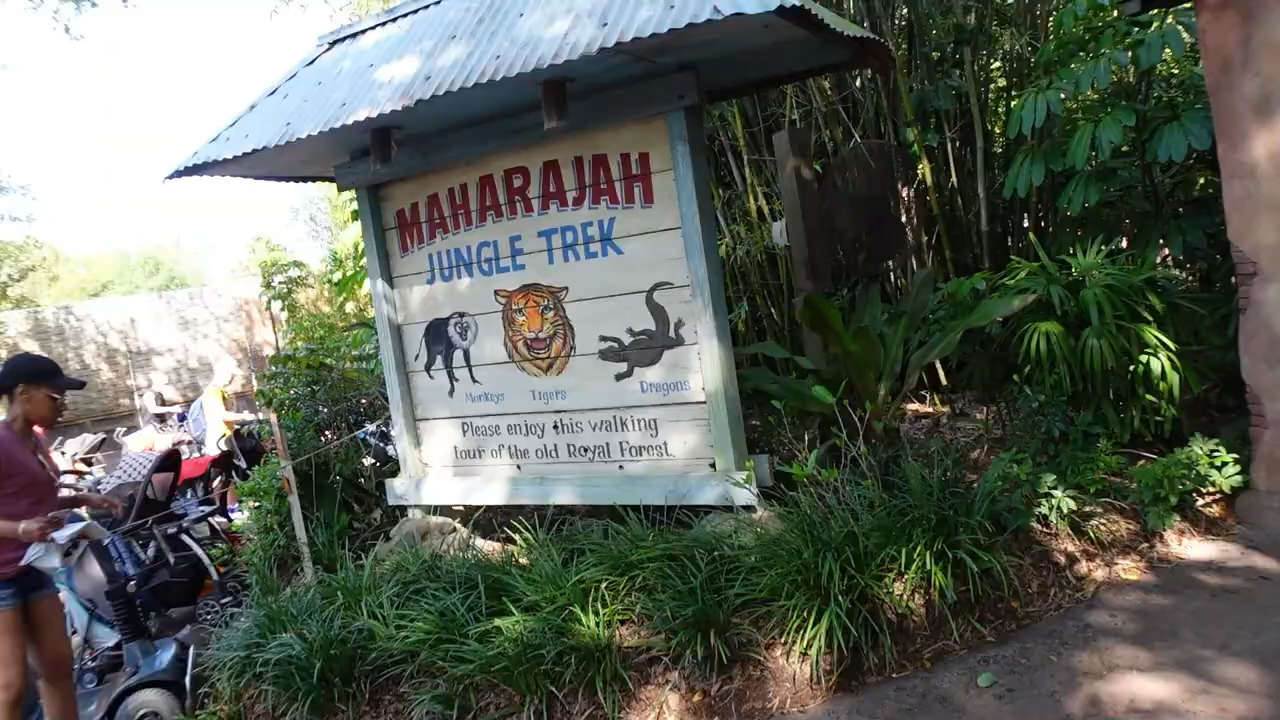 MAHARAJAH
JUNGLE TREK
Monkeys Tigers Dragons
Please enjoy this walking
tour of the old Royal Forest.